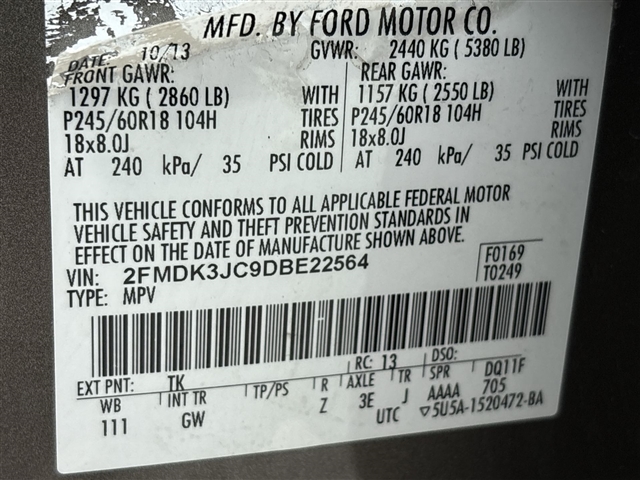 MFD. BY FORD MOTOR CO.
DATE: 10/13 GVWR: 2440 KG ( 5380 LB)
FRONT GAWR: REAR GAWR:
1297 KG ( 2860 LB) WITH 1157 KG ( 2550 LB) WITH
P245/60R18 104H TIRES P245/60R18 104H TIRES
18x8.0J RIMS 18x8.0J RIMS
AT 240 kPa/ 35 PSI COLD AT 240 kPa/ 35 PSI COLD
THIS VEHICLE CONFORMS TO ALL APPLICABLE FEDERAL MOTOR
VEHICLE SAFETY AND THEFT PREVENTION STANDARDS IN
EFFECT ON THE DATE OF MANUFACTURE SHOWN ABOVE.
VIN: 2FMDK3JC9DBE22564 F0169
TYPE: MPV T0249
EXT PNT: TK RC: 13 DSO:
WB INT TR TP/PS R AXLE TR SPR DQ11F
111 GW Z 3E J AAAA 705
UTC ▽5U5A-1520472-BA